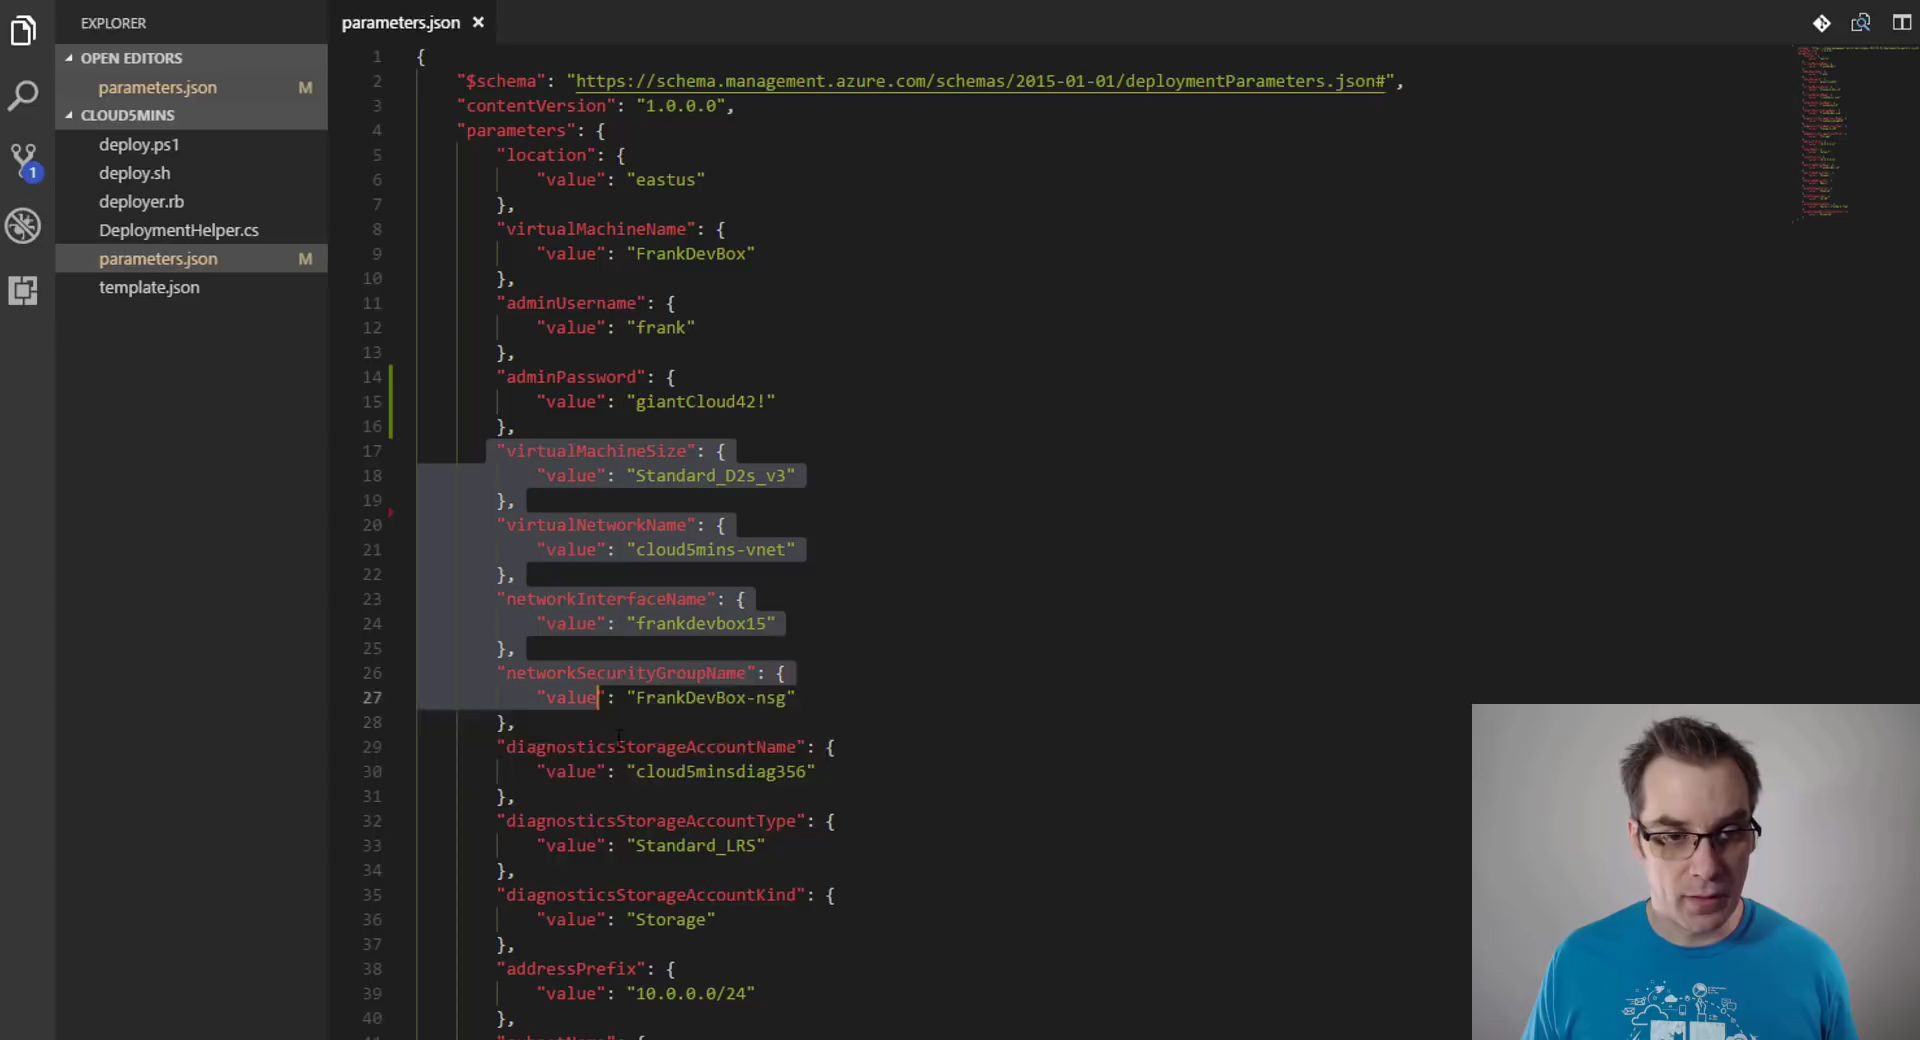 EXPLORER
OPEN EDITORS
parameters.json M
CLOUD5MINS
deploy.ps1
deploy.sh
deployer.rb
DeploymentHelper.cs
parameters.json M
template.json
1
parameters.json ×
1 {
2 "$schema": "https://schema.management.azure.com/schemas/2015-01-01/deploymentParameters.json#",
3 "contentVersion": "1.0.0.0",
4 "parameters": {
5 "location": {
6 "value": "eastus"
7 },
8 "virtualMachineName": {
9 "value": "FrankDevBox"
10 },
11 "adminUsername": {
12 "value": "frank"
13 },
14 "adminPassword": {
15 "value": "giantCloud42!"
16 },
17 "virtualMachineSize": {
18 "value": "Standard_D2s_v3"
19 },
20 "virtualNetworkName": {
21 "value": "cloud5mins-vnet"
22 },
23 "networkInterfaceName": {
24 "value": "frankdevbox15"
25 },
26 "networkSecurityGroupName": {
27 "value": "FrankDevBox-nsg"
28 },
29 "diagnosticsStorageAccountName": {
30 "value": "cloud5minsdiag356"
31 },
32 "diagnosticsStorageAccountType": {
33 "value": "Standard_LRS"
34 },
35 "diagnosticsStorageAccountKind": {
36 "value": "Storage"
37 },
38 "addressPrefix": {
39 "value": "10.0.0.0/24"
40 },